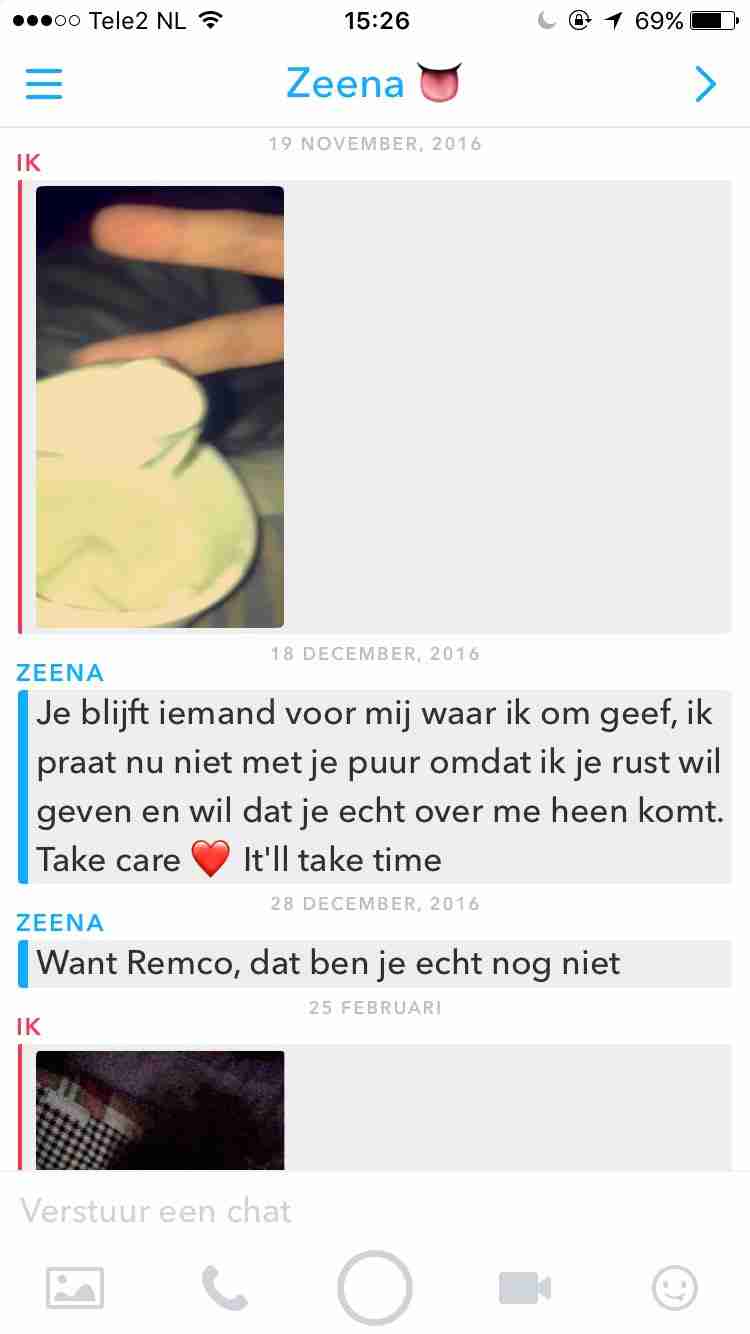 Tele2 NL 15:26 69%
Zeena 👅
19 NOVEMBER, 2016
IK
18 DECEMBER, 2016
ZEENA
Je blijft iemand voor mij waar ik om geef, ik
praat nu niet met je puur omdat ik je rust wil
geven en wil dat je echt over me heen komt.
Take care ❤️ It'll take time
28 DECEMBER, 2016
ZEENA
Want Remco, dat ben je echt nog niet
25 FEBRUARI
IK
Verstuur een chat